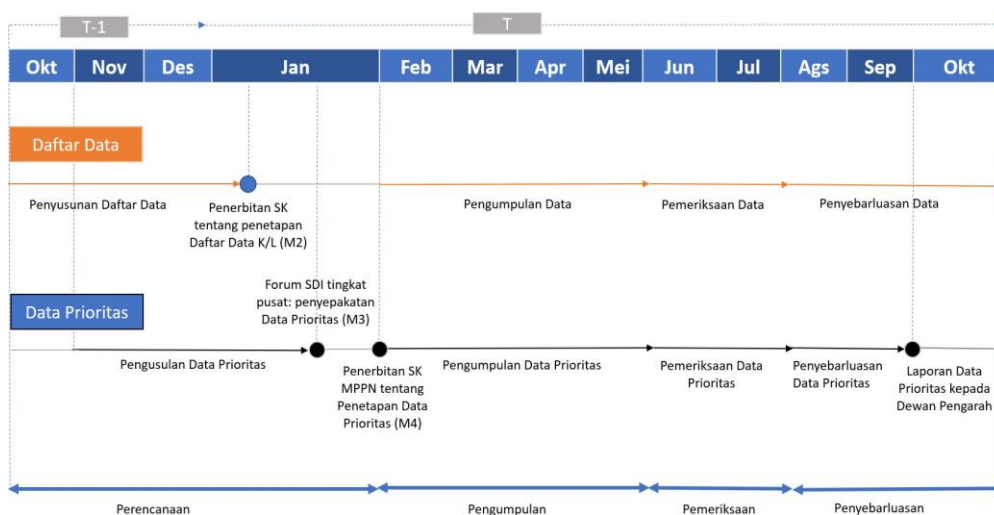 T-1
T
Okt
Nov
Des
Jan
Feb
Mar
Apr
Mei
Jun
Jul
Ags
Sep
Okt
Daftar Data
Penyusunan Daftar Data
Penerbitan SK
tentang penetapan
Daftar Data K/L (M2)
Pengumpulan Data
Pemeriksaan Data
Penyebarluasan Data
Data Prioritas
Forum SDI tingkat
pusat: penyepakatan
Data Prioritas (M3)
Pengusulan Data Prioritas
Penerbitan SK
MPPN tentang
Penetapan Data
Prioritas (M4)
Pengumpulan Data Prioritas
Pemeriksaan Data
Prioritas
Penyebarluasan
Data Prioritas
Laporan Data
Prioritas kepada
Dewan Pengarah
Perencanaan
Pengumpulan
Pemeriksaan
Penyebarluasan